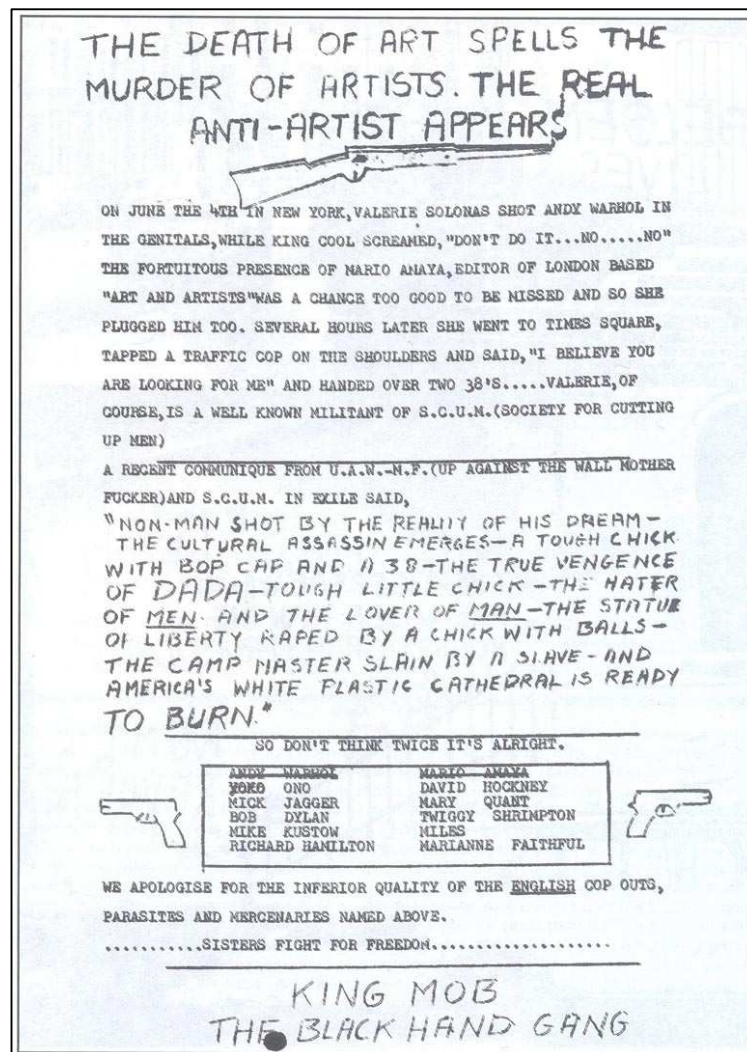 THE DEATH OF ART SPELLS THE
MURDER OF ARTISTS. THE REAL
ANTI-ARTIST APPEARS
ON JUNE THE 4TH IN NEW YORK,VALERIE SOLONAS SHOT ANDY WARHOL IN
THE GENITALS,WHILE KING COOL SCREAMED,"DON'T DO IT...NO.....NO"
THE FORTUITOUS PRESENCE OF MARIO AMAYA,EDITOR OF LONDON BASED
"ART AND ARTISTS"WAS A CHANCE TOO GOOD TO BE MISSED AND SO SHE
PLUGGED HIM TOO. SEVERAL HOURS LATER SHE WENT TO TIMES SQUARE,
TAPPED A TRAFFIC COP ON THE SHOULDERS AND SAID,"I BELIEVE YOU
ARE LOOKING FOR ME" AND HANDED OVER TWO 38'S.....VALERIE,OF
COURSE,IS A WELL KNOWN MILITANT OF S.C.U.M.(SOCIETY FOR CUTTING
UP MEN)
A RECENT COMMUNIQUE FROM U.A.W.-M.F.(UP AGAINST THE WALL MOTHER
FUCKER)AND S.C.U.M. IN EXILE SAID,
"NON-MAN SHOT BY THE REALITY OF HIS DREAM—
THE CULTURAL ASSASSIN EMERGES—A TOUGH CHICK
WITH BOP CAP AND A 38—THE TRUE VENGENCE
OF DADA—TOUGH LITTLE CHICK—THE HATER
OF MEN AND THE LOVER OF MAN—THE STATUE
OF LIBERTY RAPED BY A CHICK WITH BALLS—
THE CAMP MASTER SLAIN BY A SLAVE—AND
AMERICA'S WHITE PLASTIC CATHEDRAL IS READY
TO BURN."
SO DON'T THINK TWICE IT'S ALRIGHT.
ANDY WARHOL MARIO AMAYA
YOKO ONO DAVID HOCKNEY
MICK JAGGER MARY QUANT
BOB DYLAN TWIGGY SHRIMPTON
MIKE KUSTOW MILES
RICHARD HAMILTON MARIANNE FAITHFUL
WE APOLOGISE FOR THE INFERIOR QUALITY OF THE ENGLISH COP OUTS,
PARASITES AND MERCENARIES NAMED ABOVE.
............SISTERS FIGHT FOR FREEDOM....................
KING MOB
THE BLACK HAND GANG